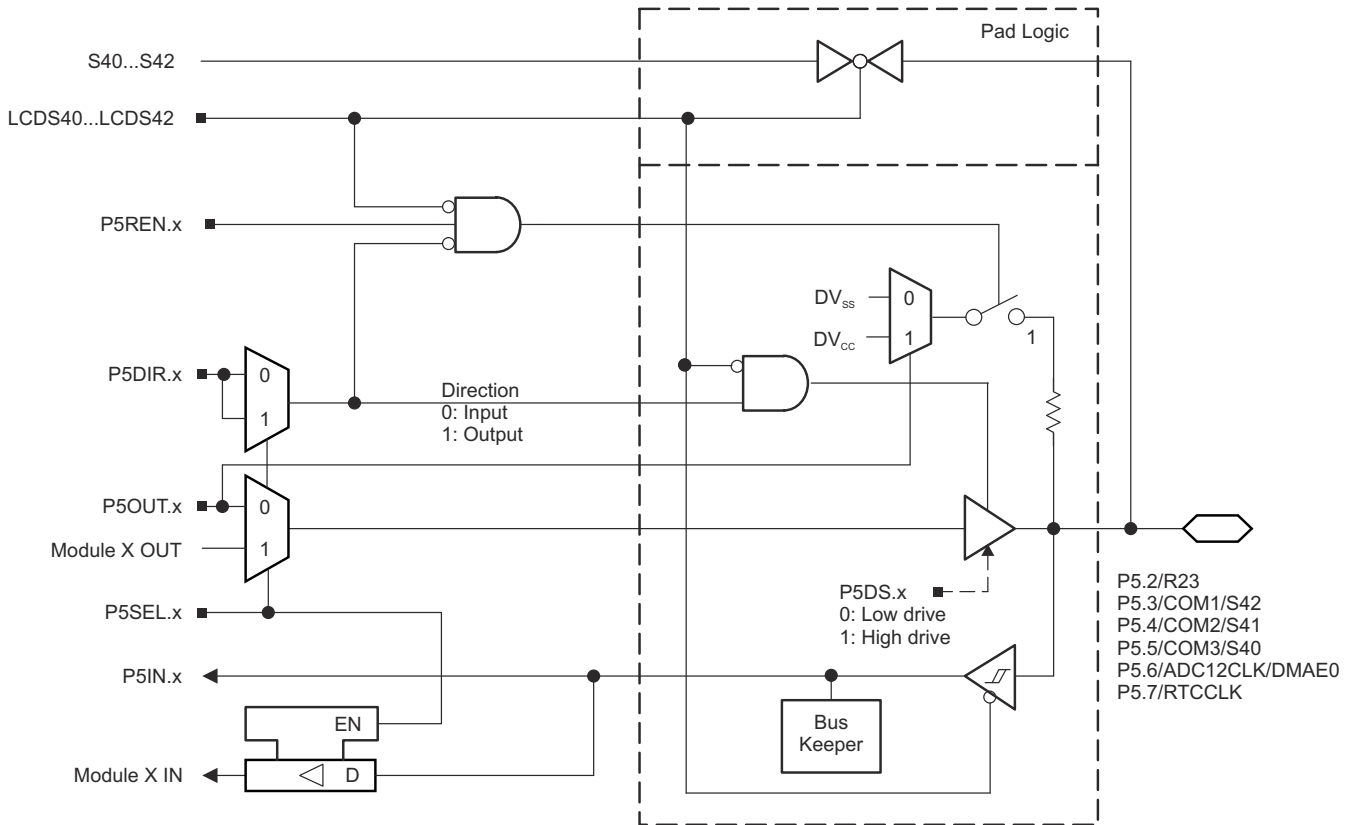 Pad Logic
S40...S42
LCDS40...LCDS42
P5REN.x
DVSS
0
DVCC
1
1
P5DIR.x
0
1
Direction
0: Input
1: Output
P5OUT.x
0
Module X OUT
1
P5DS.x
0: Low drive
1: High drive
P5SEL.x
P5.2/R23
P5.3/COM1/S42
P5.4/COM2/S41
P5.5/COM3/S40
P5.6/ADC12CLK/DMAE0
P5.7/RTCCLK
P5IN.x
Bus
Keeper
EN
Module X IN
D